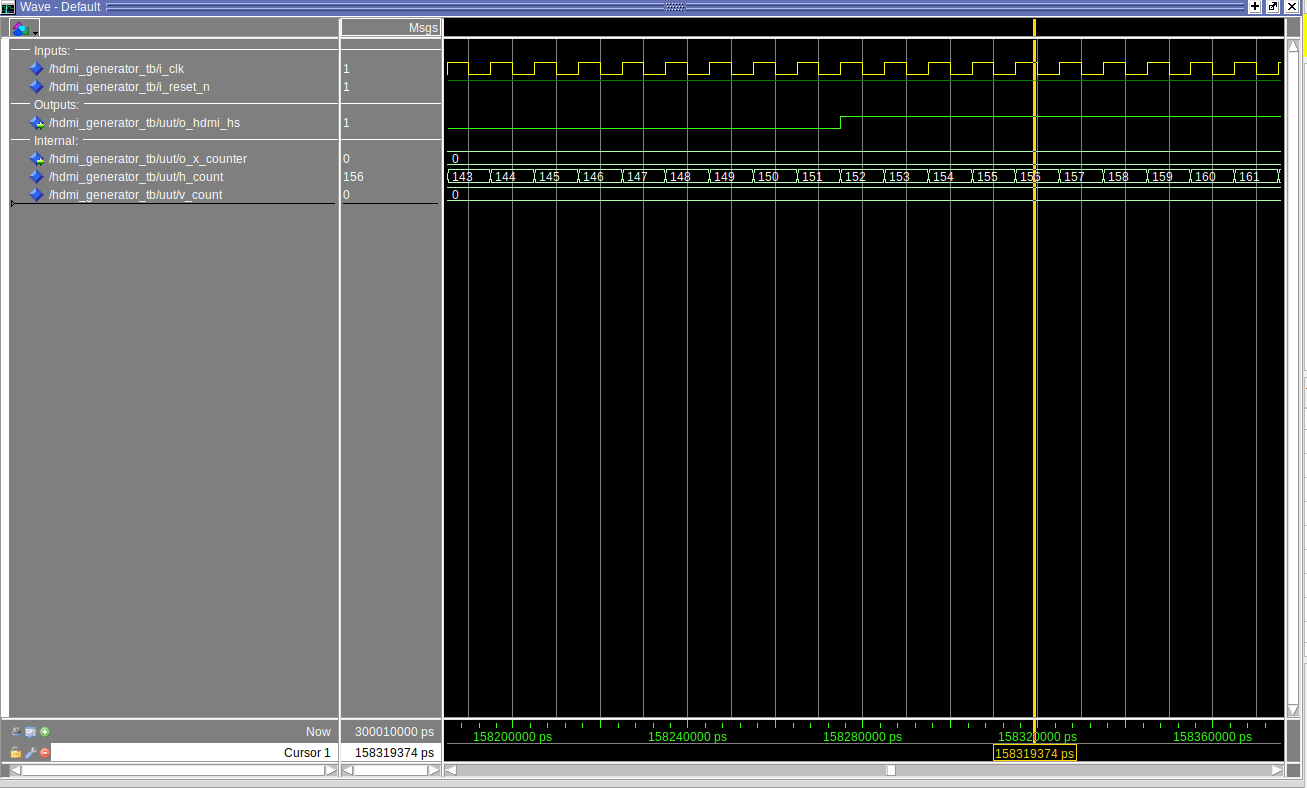 Wave - Default
Msgs
Inputs:
/hdmi_generator_tb/i_clk 1
/hdmi_generator_tb/i_reset_n 1
Outputs:
/hdmi_generator_tb/uut/o_hdmi_hs 1
Internal:
/hdmi_generator_tb/uut/o_x_counter 0 0
/hdmi_generator_tb/uut/h_count 156 143 144 145 146 147 148 149 150 151 152 153 154 155 156 157 158 159 160 161
/hdmi_generator_tb/uut/v_count 0 0
Now 300010000 ps 158200000 ps 158240000 ps 158280000 ps 158320000 ps 158360000 ps
Cursor 1 158319374 ps 158319374 ps